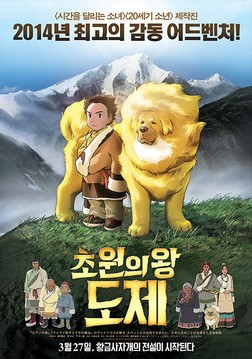 <시간을 달리는 소녀><20세기 소년> 제작진
2014년 최고의 감동 어드벤쳐!
초원의 왕
도제
3월 27일, 황금사자개의 전설이 시작된다